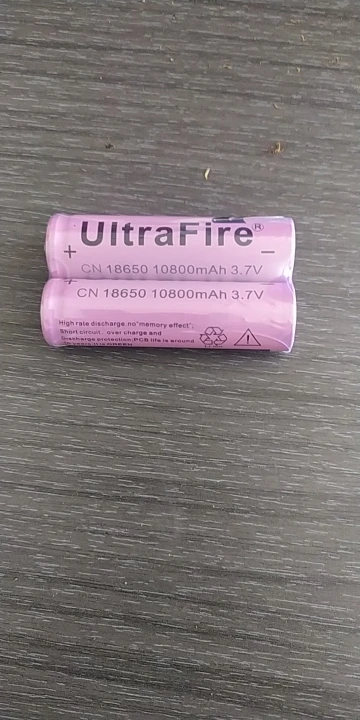 UltraFire®
+ −
CN 18650 10800mAh 3.7V
+
CN 18650 10800mAh 3.7V
High rate discharge,no"memory effect";
Short circuit, over charge and
Discharge protection:PCB life is around